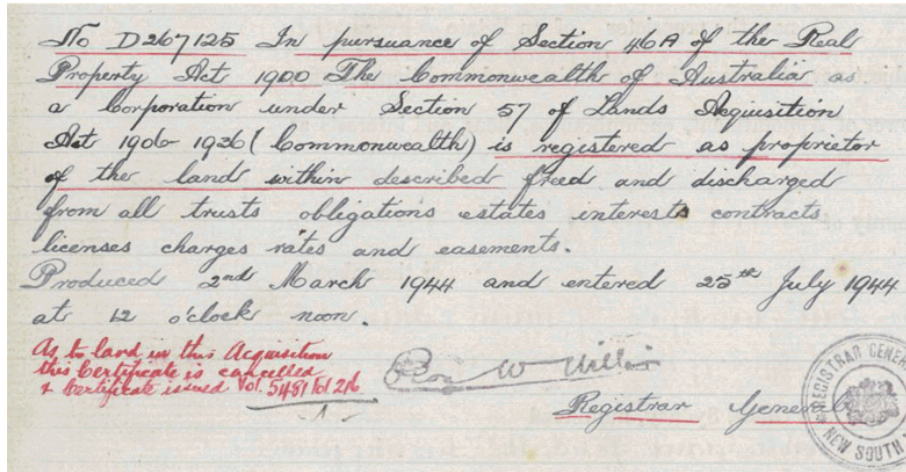 No D267125 In pursuance of Section 46A of the Real
Property Act 1900 The Commonwealth of Australia as
a Corporation under Section 57 of Lands Acquisition
Act 1906-1926 (Commonwealth) is registered as proprietor
of the land within described freed and discharged
from all trusts obligations estates interests contracts
licenses charges rates and easements.
Produced 2nd March 1944 and entered 25th July 1944
at 12 o'clock noon.
As to land in this Acquisition
this Certificate is cancelled
& Certificate issued Vol. 5481 Fol 216
W
Registrar General
REGISTRAR GENERA
NEW SOUTH